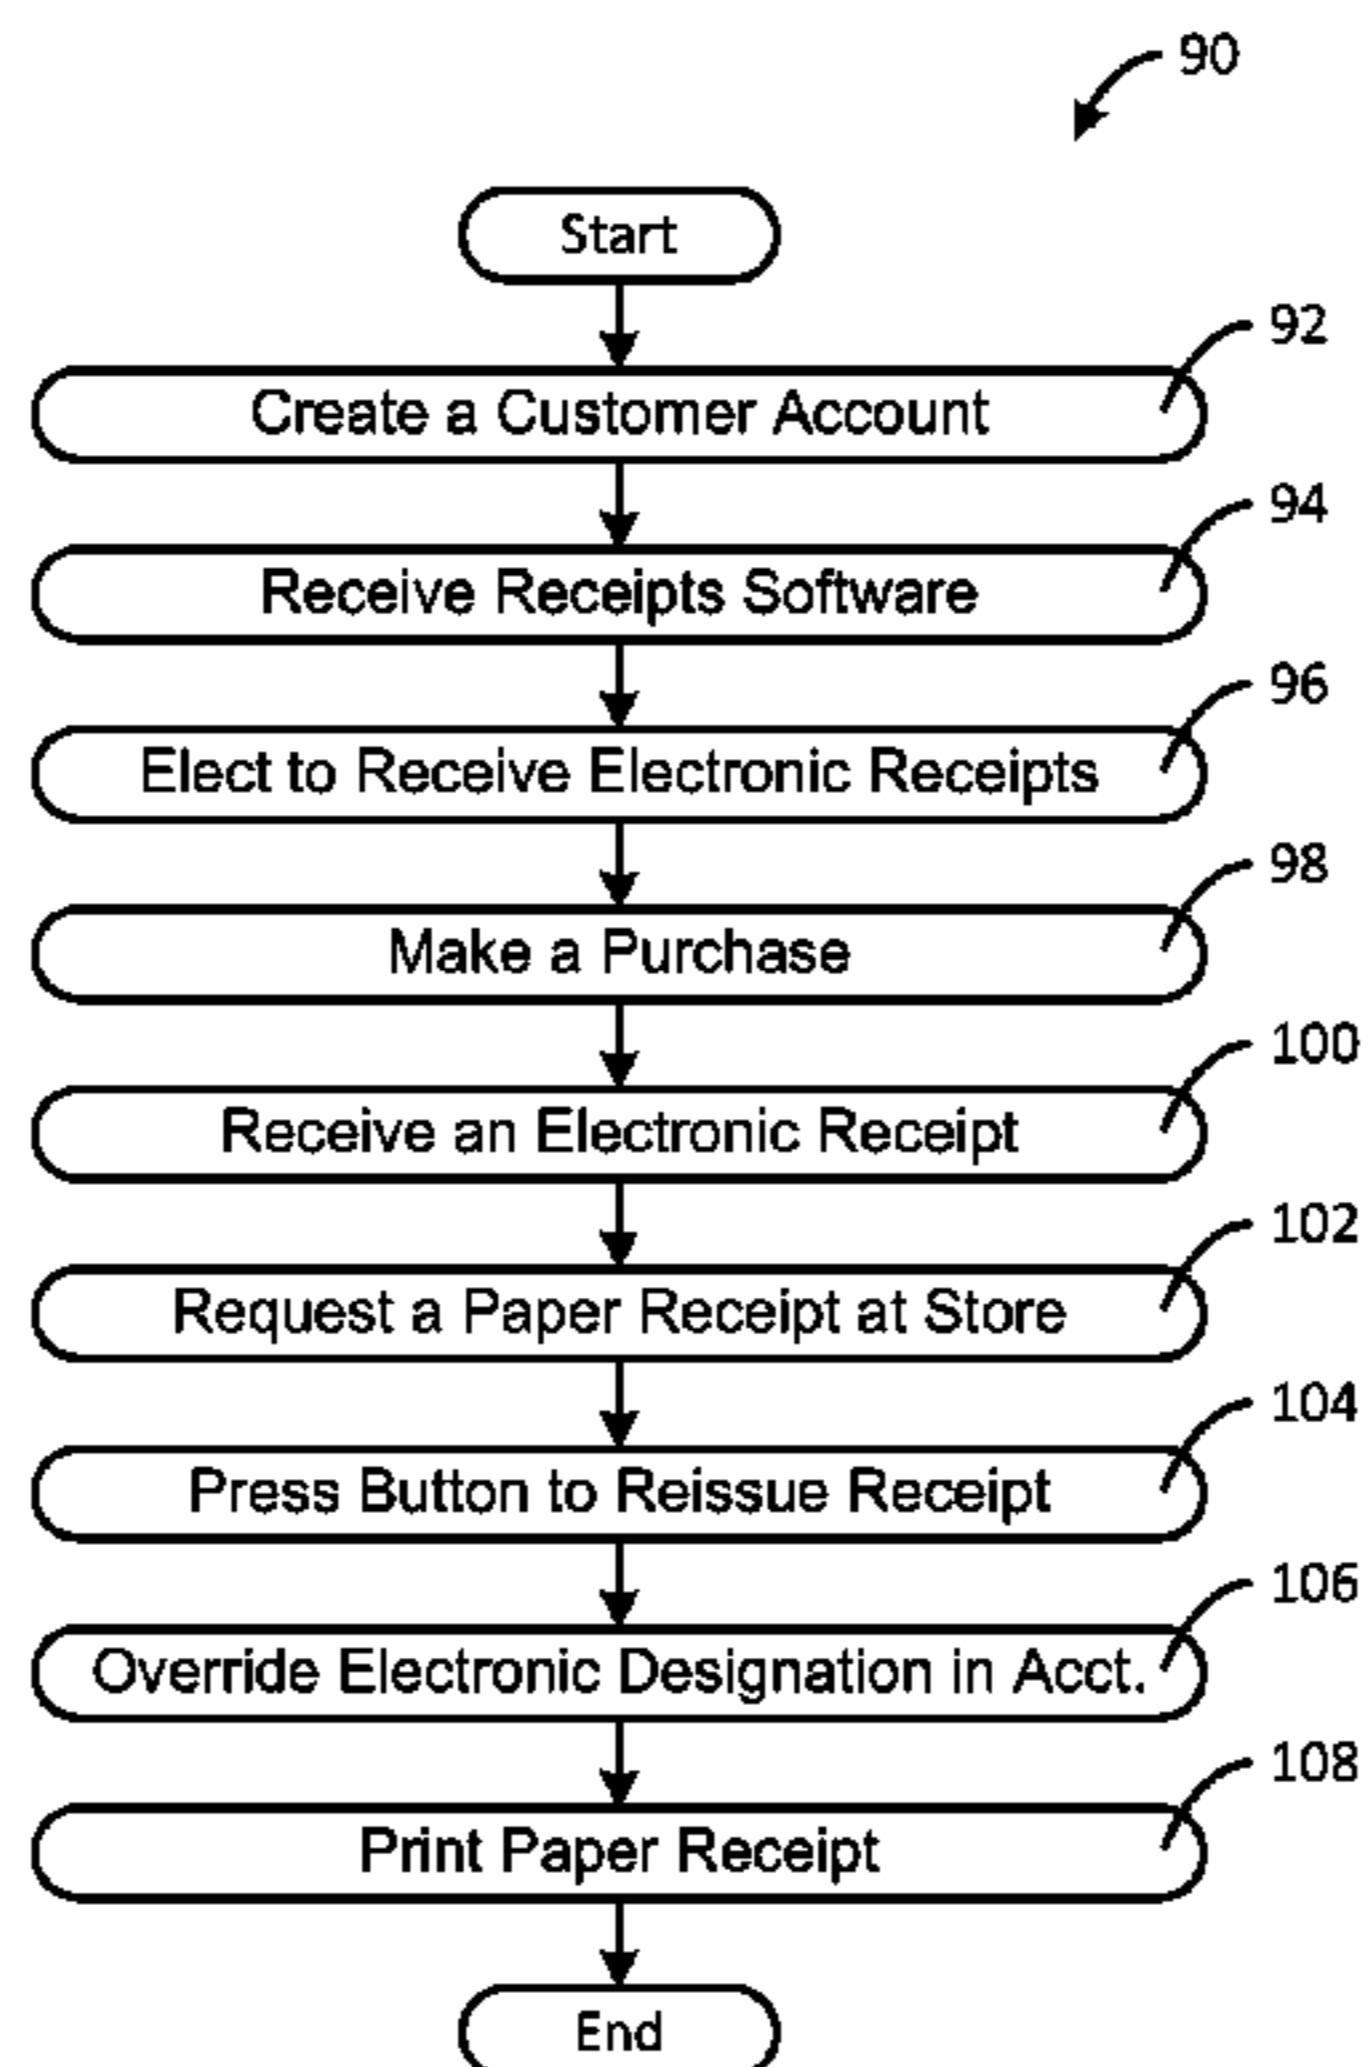 90
Start
92
Create a Customer Account
94
Receive Receipts Software
96
Elect to Receive Electronic Receipts
98
Make a Purchase
100
Receive an Electronic Receipt
102
Request a Paper Receipt at Store
104
Press Button to Reissue Receipt
106
Override Electronic Designation in Acct.
108
Print Paper Receipt
End